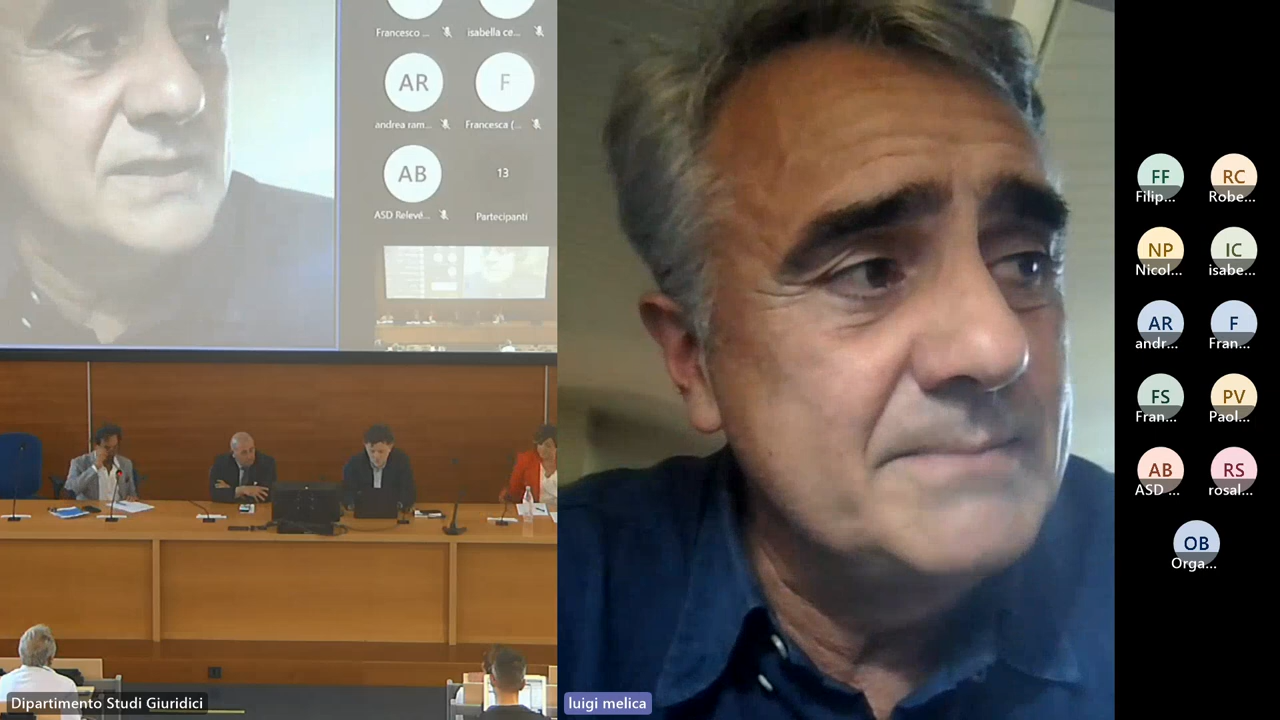 Francesco ...
isabella ce...
AR
F
andrea ram...
Francesca (...
AB
13
ASD Relevé...
Partecipanti
Dipartimento Studi Giuridici
luigi melica
FF
RC
Filip...
Robe...
NP
IC
Nicol...
isabe...
AR
F
andr...
Fran...
FS
PV
Fran...
Paol...
AB
RS
ASD ...
rosal...
OB
Orga...